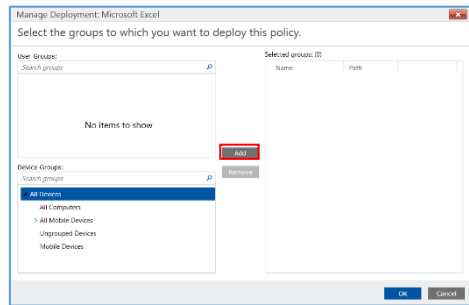 Manage Deployment: Microsoft Excel
Select the groups to which you want to deploy this policy.
User Groups:
Search groups
No items to show
Add
Remove
Device Groups:
Search groups
All Devices
All Computers
> All Mobile Devices
Ungrouped Devices
Mobile Devices
Selected groups: (0)
Name Path
OK Cancel